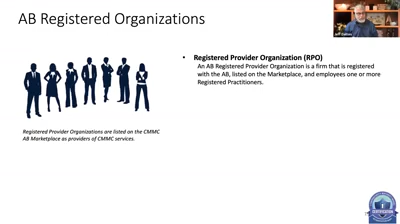 AB Registered Organizations
• Registered Provider Organization (RPO)
An AB Registered Provider Organization is a firm that is registered
with the AB, listed on the Marketplace, and employees one or more
Registered Practitioners.
Registered Provider Organizations are listed on the CMMC
AB Marketplace as providers of CMMC services.